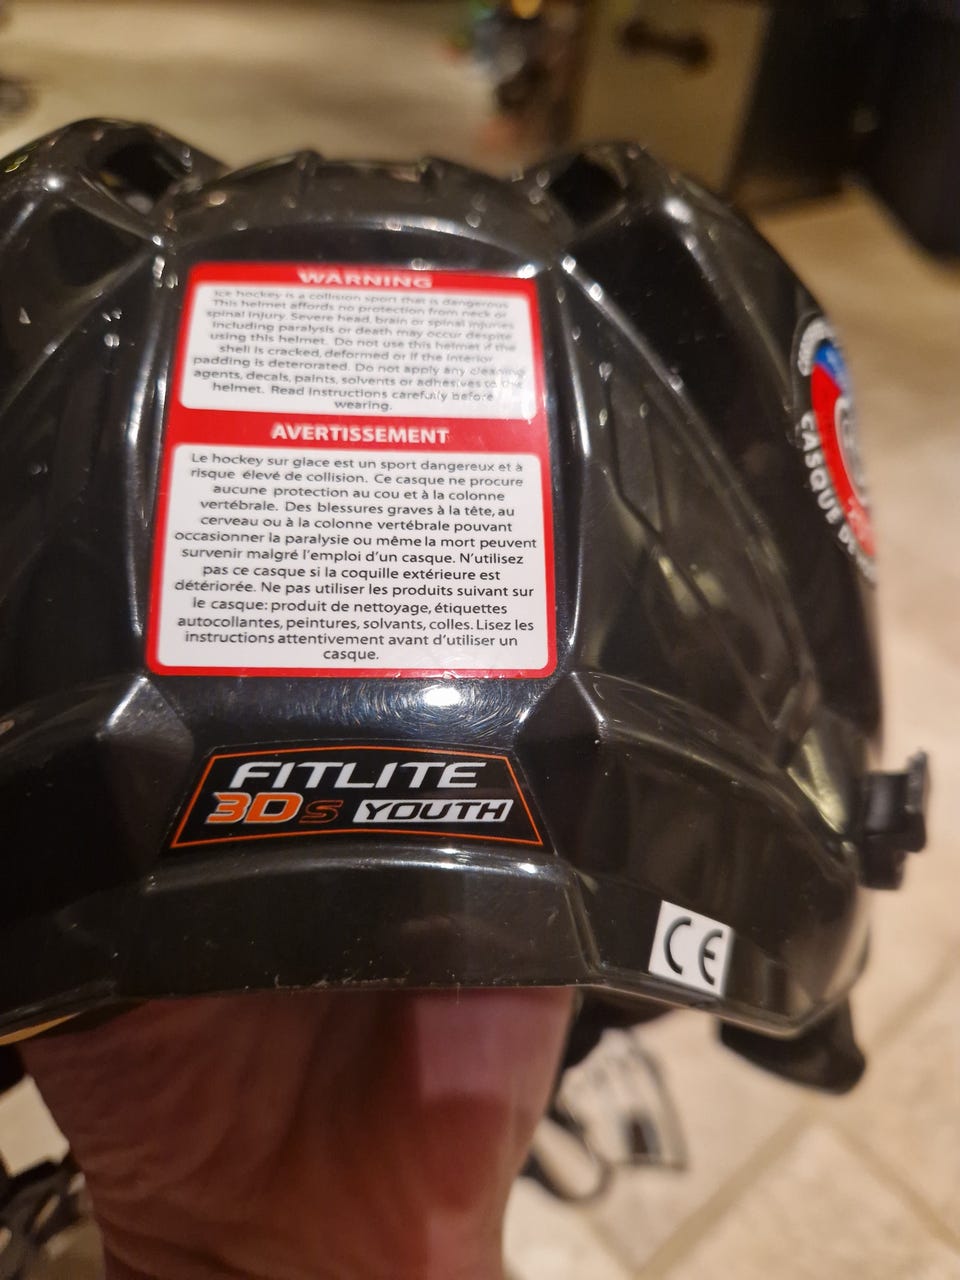 WARNING
Ice hockey is a collision sport that is dangerous
This helmet affords no protection from neck or
spinal injury. Severe head, brain or spinal injuries
including paralysis or death may occur despite
using this helmet. Do not use this helmet if the
shell is cracked, deformed or if the interior
padding is deterorated. Do not apply any cleaning
agents, decals, paints, solvents or adhesives to the
helmet. Read instructions carefully before
wearing.
AVERTISSEMENT
Le hockey sur glace est un sport dangereux et à
risque élevé de collision. Ce casque ne procure
aucune protection au cou et à la colonne
vertébrale. Des blessures graves à la tête, au
cerveau ou à la colonne vertébrale pouvant
occasionner la paralysie ou même la mort peuvent
survenir malgré l'emploi d'un casque. N'utilisez
pas ce casque si la coquille extérieure est
détériorée. Ne pas utiliser les produits suivant sur
le casque: produit de nettoyage, étiquettes
autocollantes, peintures, solvants, colles. Lisez les
instructions attentivement avant d'utiliser un
casque.
CASQUE
FITLITE
3DS YOUTH
CE